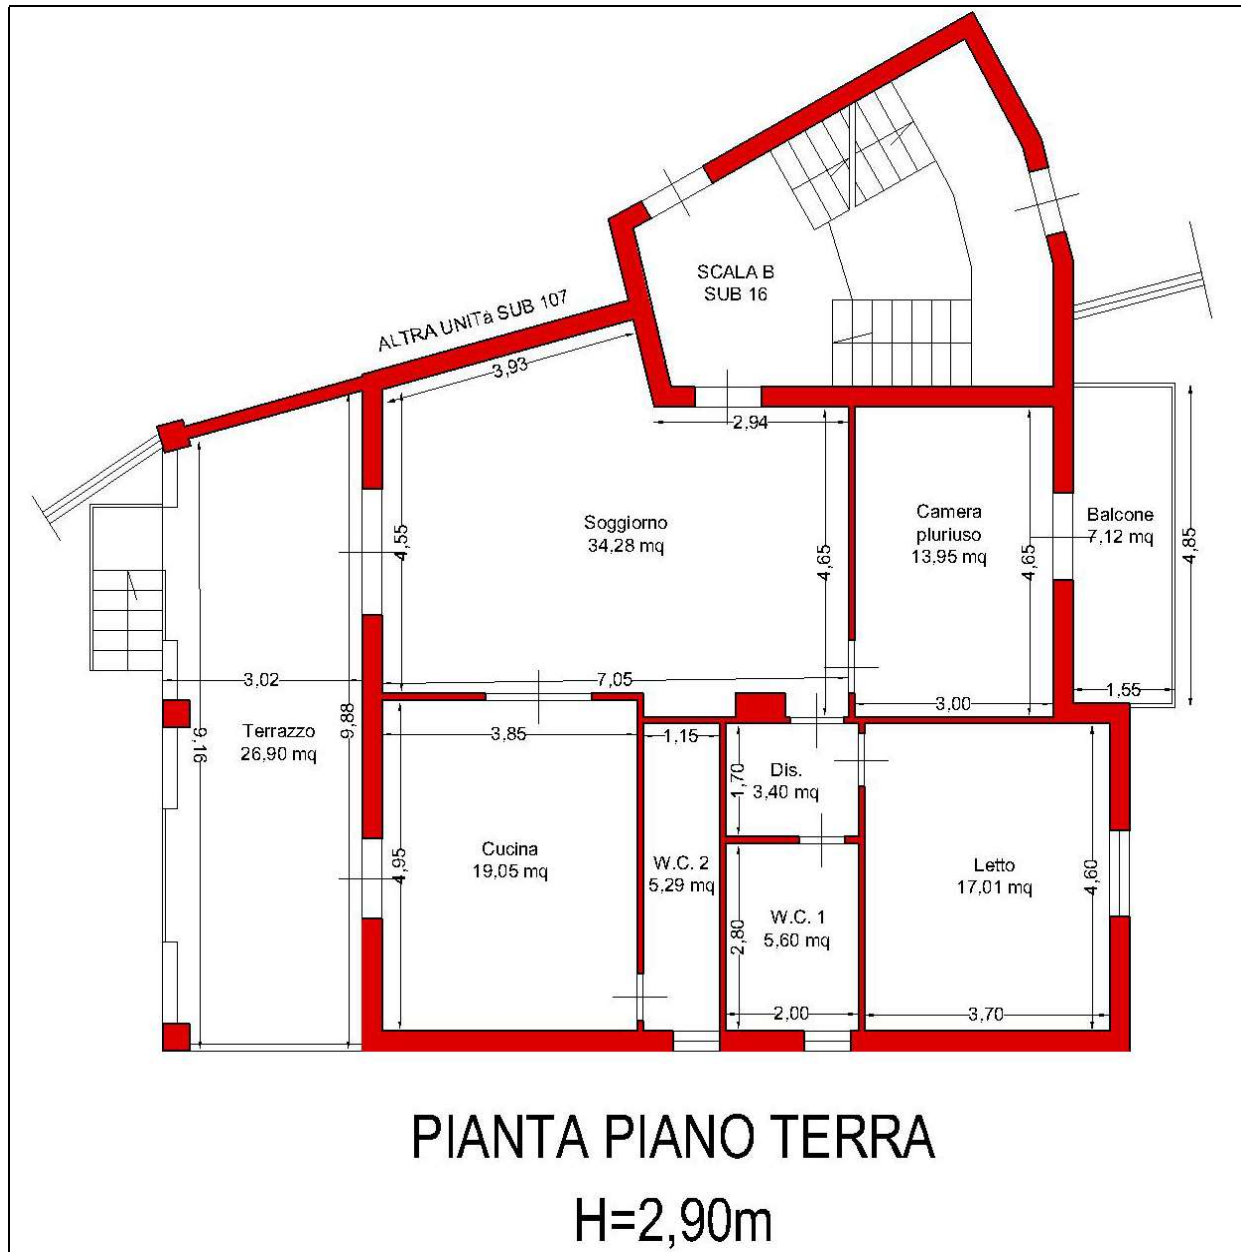 SCALA B
SUB 16
ALTRA UNITà SUB 107
3,93
2,94
4,55
Soggiorno
34,28 mq
4,65
Camera
pluriuso
13,95 mq
4,65
Balcone
7,12 mq
4,85
3,02
7,05
3,00
1,55
Terrazzo
26,90 mq
9,16
9,88
3,85
1,15
1,70
Dis.
3,40 mq
Cucina
19,05 mq
4,95
W.C. 2
5,29 mq
W.C. 1
5,60 mq
2,80
2,00
Letto
17,01 mq
4,60
3,70
PIANTA PIANO TERRA
H=2,90m